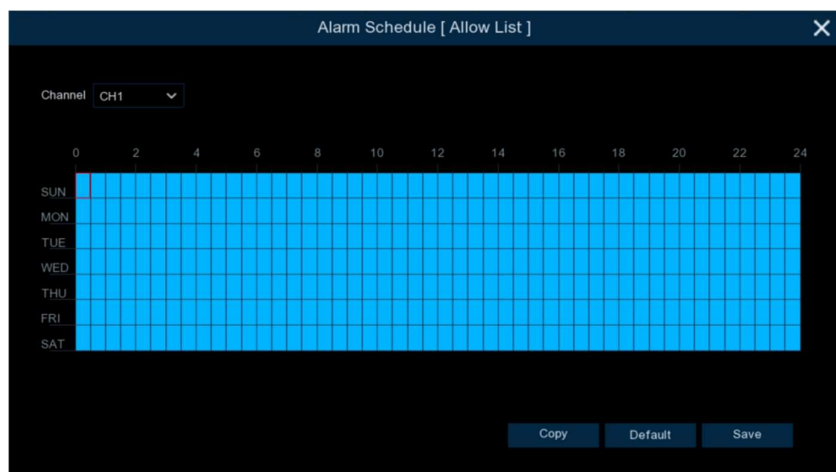 Alarm Schedule [ Allow List ]
Channel CH1
0 2 4 6 8 10 12 14 16 18 20 22 24
SUN
MON
TUE
WED
THU
FRI
SAT
Copy Default Save